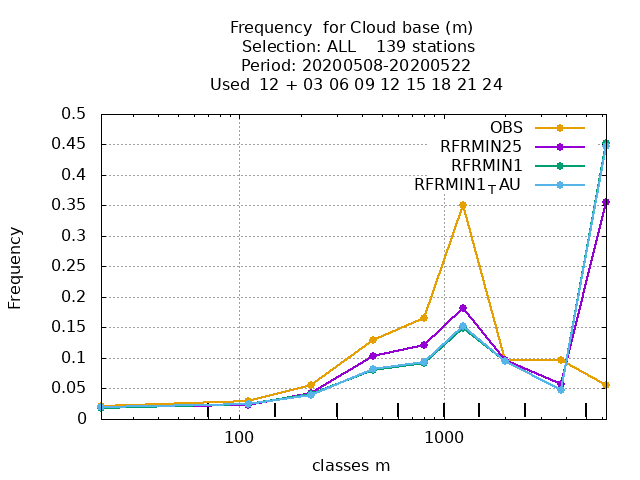 Frequency  for Cloud base (m)
Selection: ALL    139 stations
Period: 20200508-20200522
Used  12 + 03 06 09 12 15 18 21 24
0.5
0.45
0.4
0.35
0.3
0.25
0.2
0.15
0.1
0.05
0
Frequency
OBS
RFRMIN25
RFRMIN1
RFRMIN1_TAU
100
1000
classes m